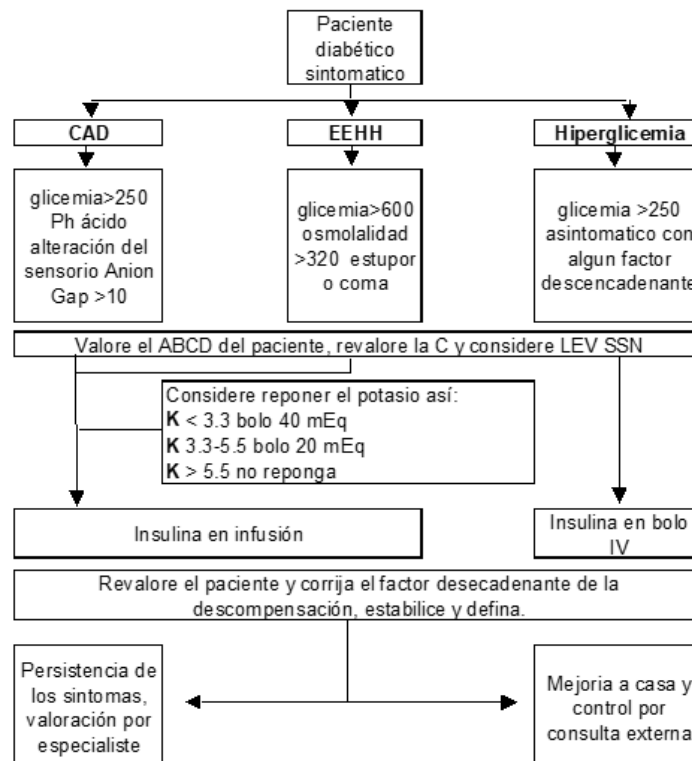 Paciente
diabético
sintomatico
CAD
EEHH
Hiperglicemia
glicemia>250
Ph ácido
alteración del
sensorio Anion
Gap >10
glicemia>600
osmolalidad
>320 estupor
o coma
glicemia >250
asintomatico con
algun factor
descencadenante
Valore el ABCD del paciente, revalore la C y considere LEV SSN
Considere reponer el potasio así:
K < 3.3 bolo 40 mEq
K 3.3-5.5 bolo 20 mEq
K > 5.5 no reponga
Insulina en infusión
Insulina en bolo
IV
Revalore el paciente y corrija el factor desecadenante de la
descompensación, estabilice y defina.
Persistencia de
los sintomas,
valoración por
especialiste
Mejoria a casa y
control por
consulta externa